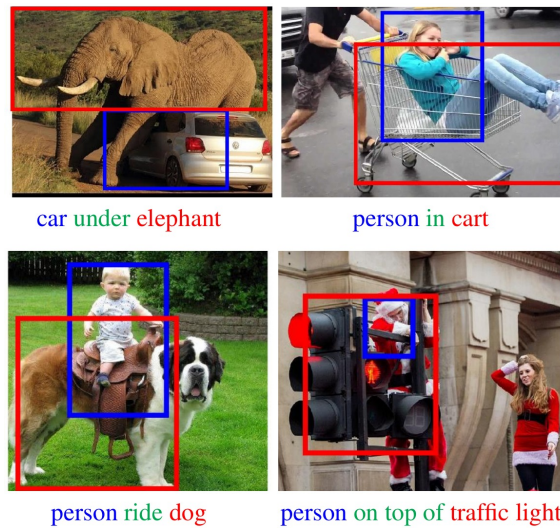 car under elephant
person in cart
person ride dog
person on top of traffic light